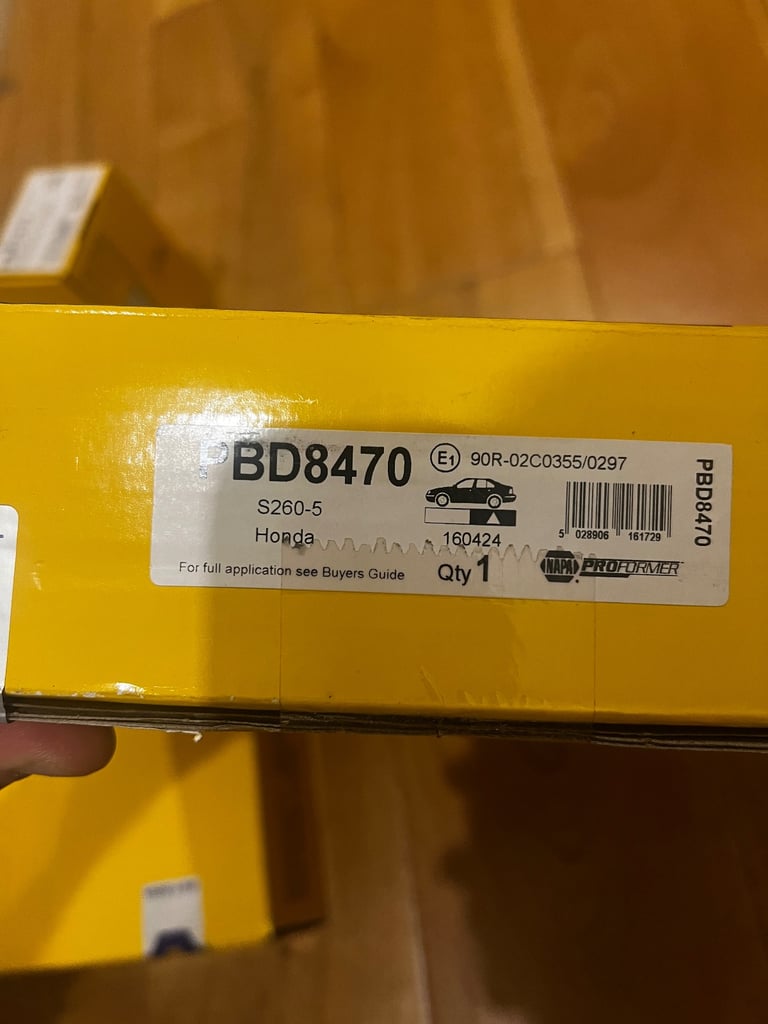 PBD8470
E1 90R-02C0355/0297
S260-5
Honda
160424
For full application see Buyers Guide
Qty 1
5 028906 161729
NAPA PROFORMER
PBD8470